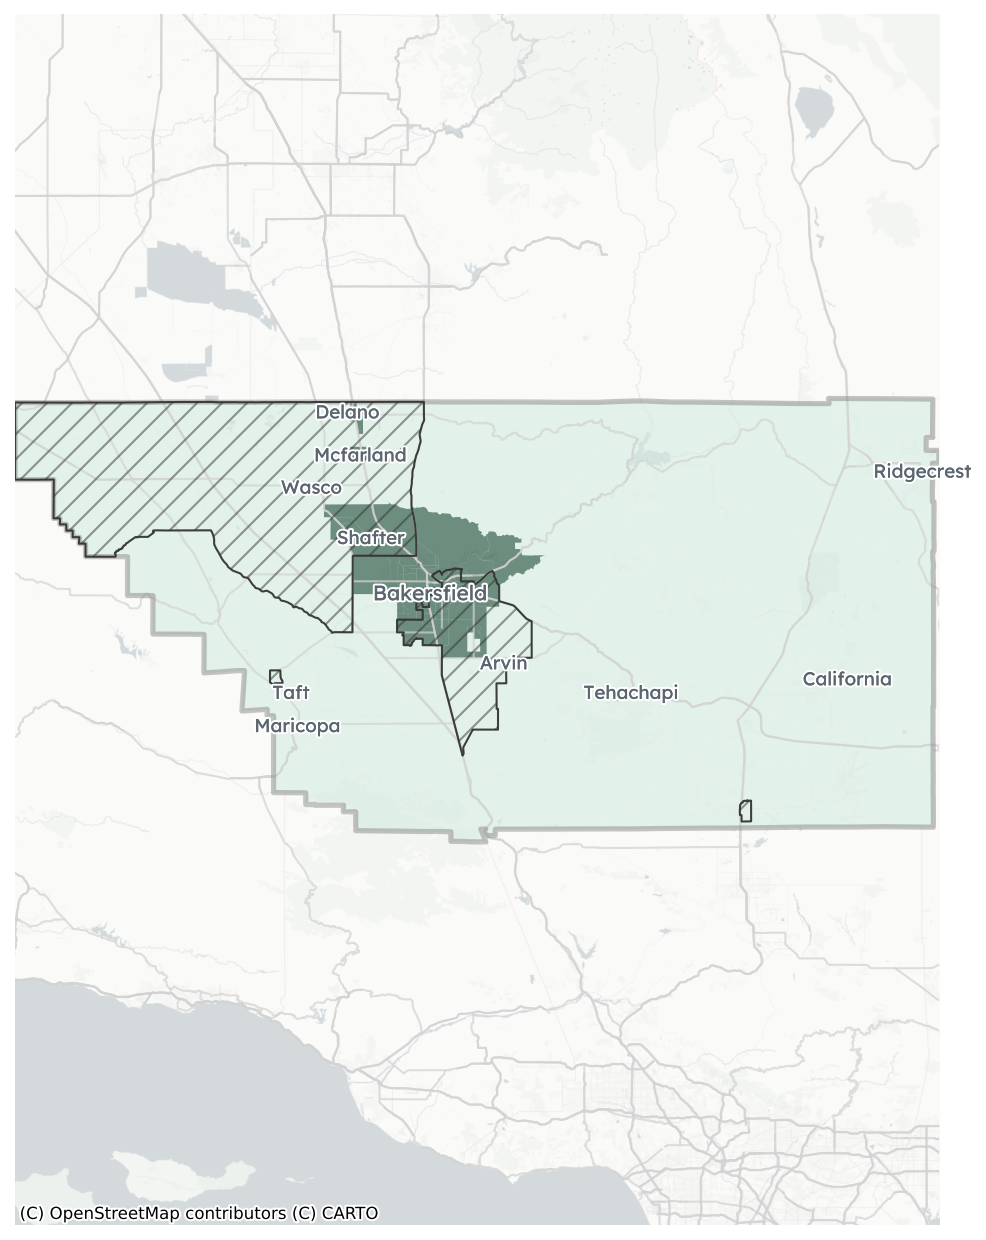 Delano
Mcfarland
Wasco
Ridgecrest
Shafter
Bakersfield
Arvin
Taft
Tehachapi
California
Maricopa
(C) OpenStreetMap contributors (C) CARTO